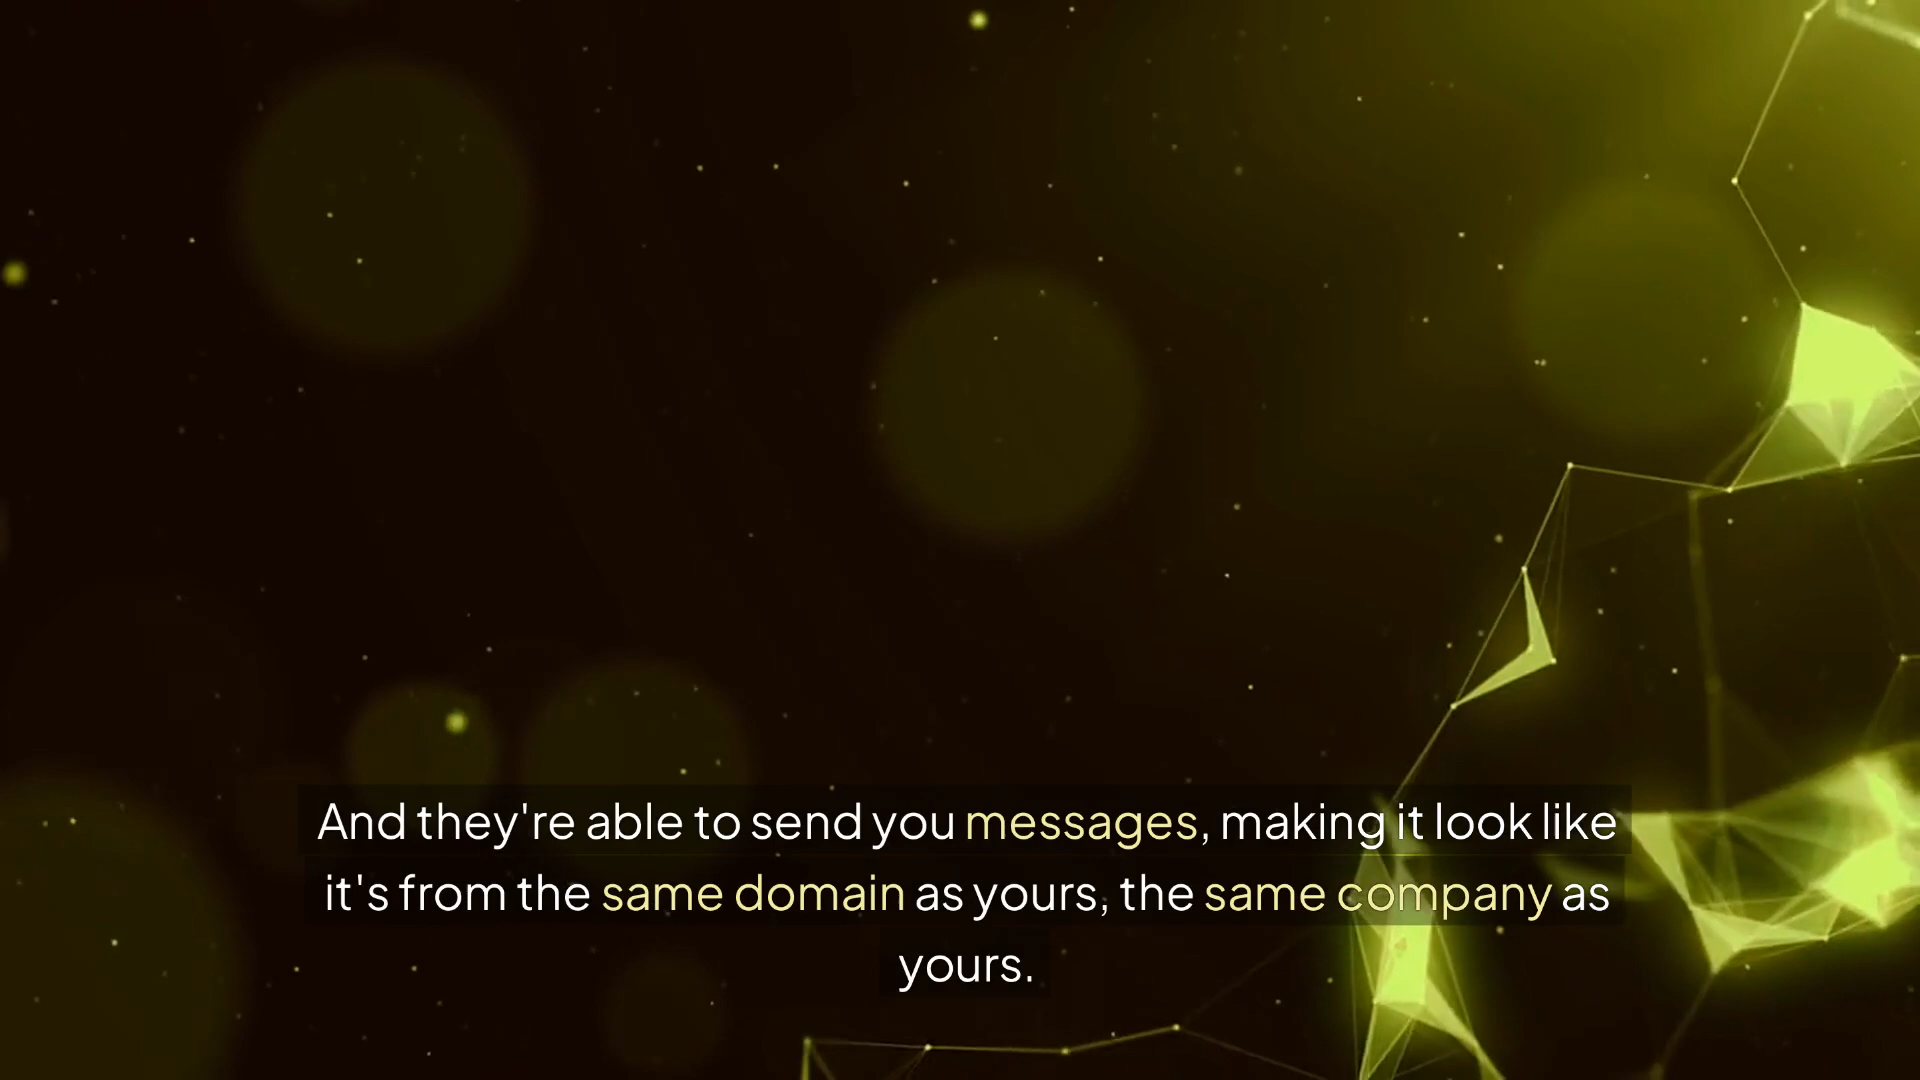 And they're able to send you messages, making it look like
it's from the same domain as yours, the same company as
yours.